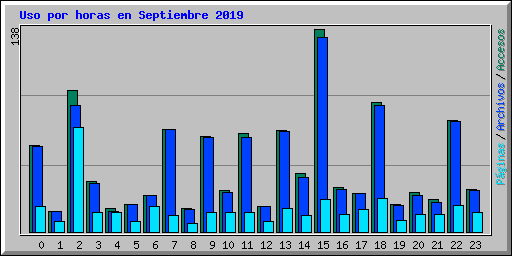 Uso por horas en Septiembre 2019
138
Páginas / Archivos / Accesos
0 1 2 3 4 5 6 7 8 9 10 11 12 13 14 15 16 17 18 19 20 21 22 23